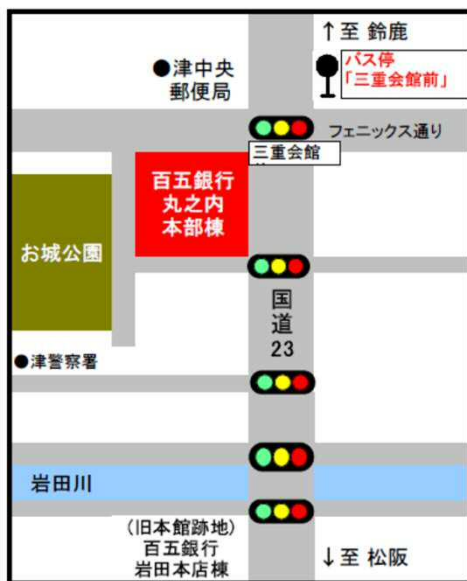 ↑至 鈴鹿
バス停
「三重会館前」
●津中央
郵便局
フェニックス通り
三重会館
百五銀行
丸之内
本部棟
お城公園
国
道
23
●津警察署
岩田川
（旧本館跡地）
百五銀行
岩田本店棟
↓至 松阪